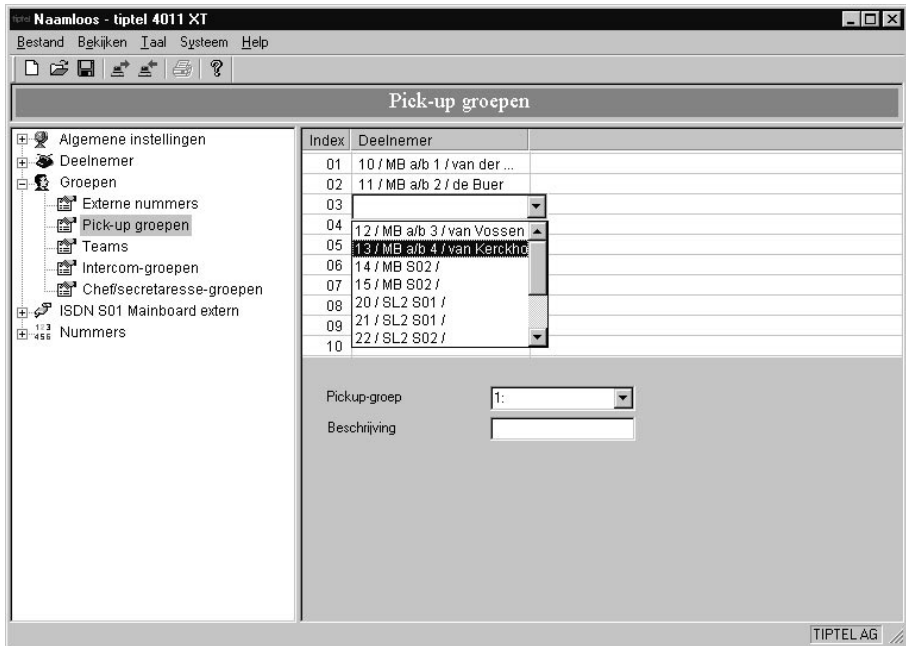 tiptel Naamloos - tiptel 4011 XT
Bestand Bekijken Taal Systeem Help
Pick-up groepen
Algemene instellingen
Deelnemer
Groepen
Externe nummers
Pick-up groepen
Teams
Intercom-groepen
Chef/secretaresse-groepen
ISDN S01 Mainboard extern
123 456 Nummers
Index Deelnemer
01 10 / MB a/b 1 / van der ...
02 11 / MB a/b 2 / de Buer
03
04 12 / MB a/b 3 / van Vossen
05 13 / MB a/b 4 / van Kerckho
06 14 / MB S02 /
07 15 / MB S02 /
08 20 / SL2 S01 /
09 21 / SL2 S01 /
10 22 / SL2 S02 /
Pickup-groep 1:
Beschrijving
TIPTEL AG